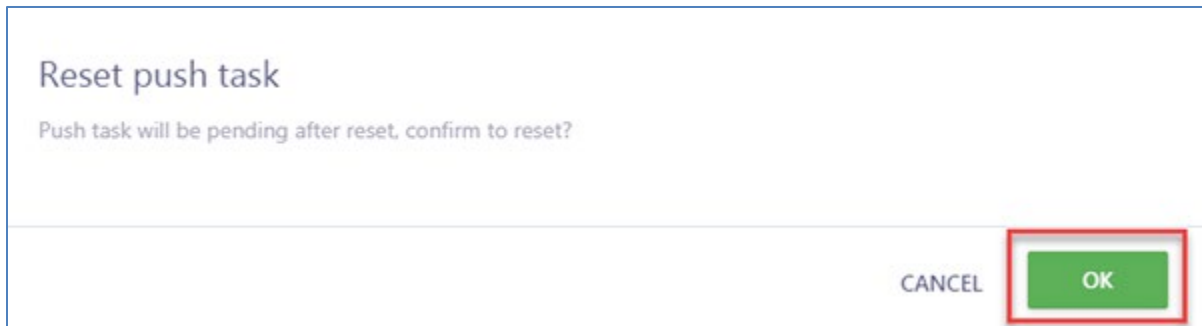 Reset push task
Push task will be pending after reset, confirm to reset?
CANCEL OK